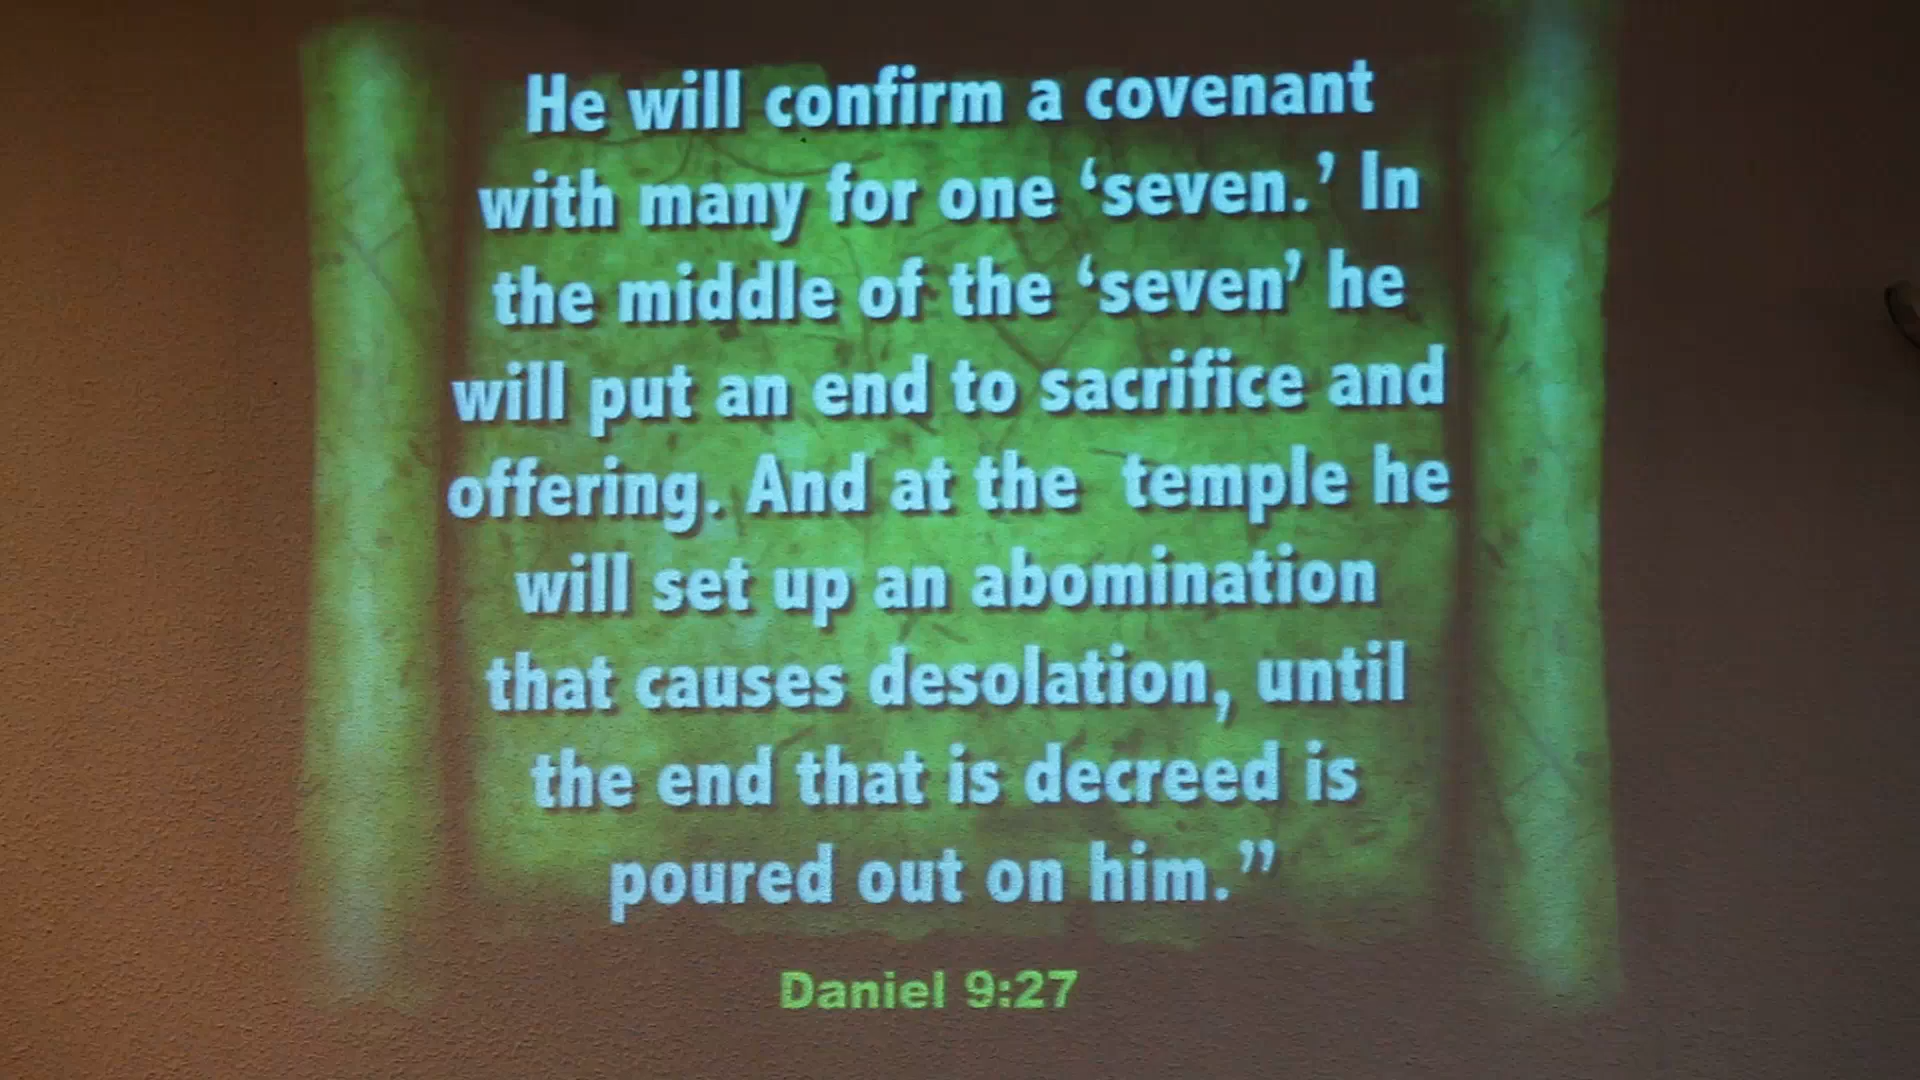 He will confirm a covenant
with many for one ‘seven.’ In
the middle of the ‘seven’ he
will put an end to sacrifice and
offering. And at the  temple he
will set up an abomination
that causes desolation, until
the end that is decreed is
poured out on him.”
Daniel 9:27